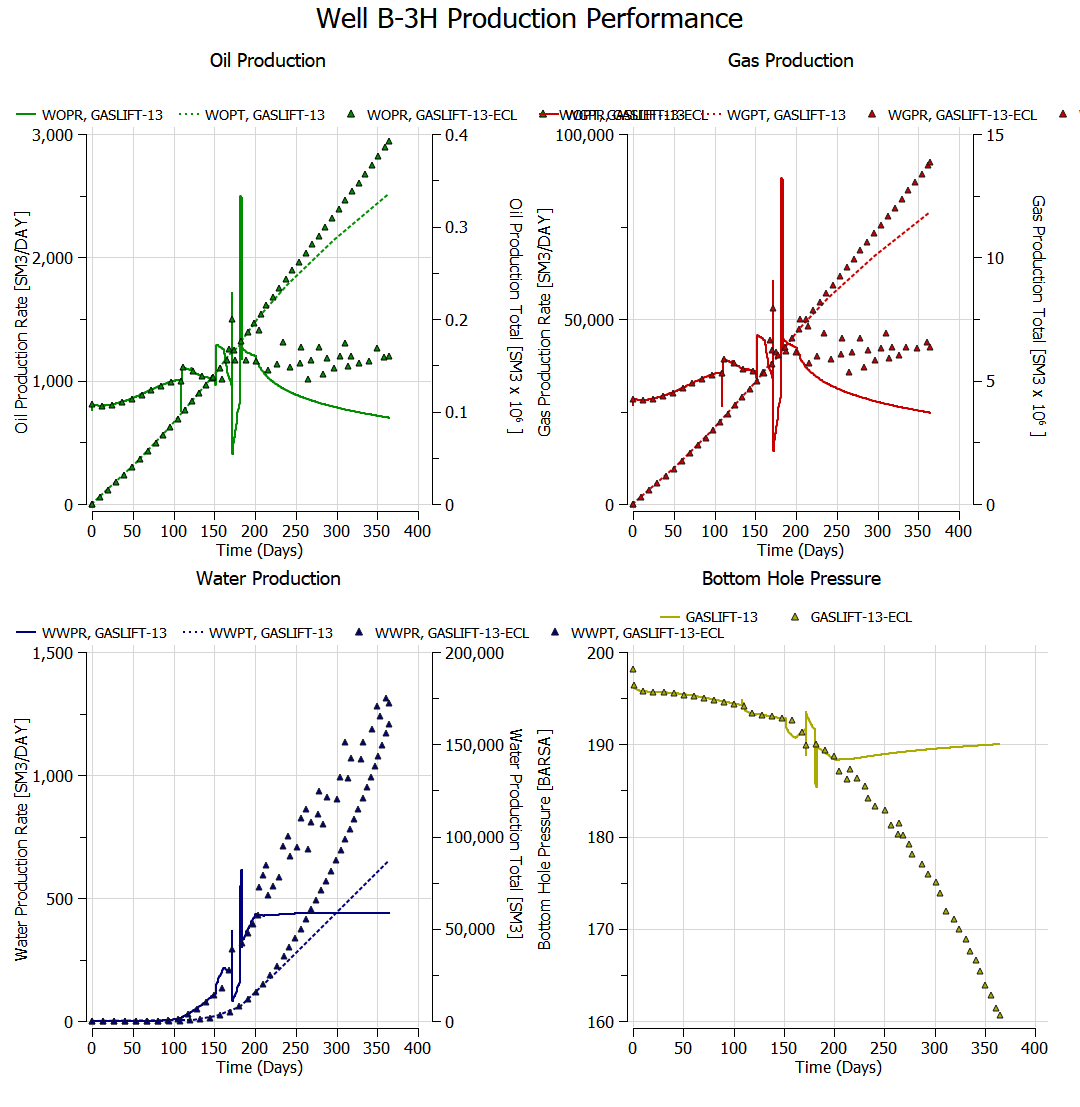 Well B-3H Production Performance
Oil Production
WOPR, GASLIFT-13 WOPT, GASLIFT-13 WOPR, GASLIFT-13-ECL WOPT, GASLIFT-13-ECL
3,000
2,000
1,000
0
Oil Production Rate [SM3/DAY]
0.4
0.3
0.2
0.1
0
Oil Production Total [SM3 x 10⁶ ]
0 50 100 150 200 250 300 350 400
Time (Days)
Gas Production
WGPR, GASLIFT-13 WGPT, GASLIFT-13 WGPR, GASLIFT-13-ECL
100,000
50,000
0
Gas Production Rate [SM3/DAY]
15
10
5
0
Gas Production Total [SM3 x 10⁶ ]
0 50 100 150 200 250 300 350 400
Time (Days)
Water Production
WWPR, GASLIFT-13 WWPT, GASLIFT-13 WWPR, GASLIFT-13-ECL WWPT, GASLIFT-13-ECL
1,500
1,000
500
0
Water Production Rate [SM3/DAY]
200,000
150,000
100,000
50,000
0
Water Production Total [SM3]
0 50 100 150 200 250 300 350 400
Time (Days)
Bottom Hole Pressure
GASLIFT-13 GASLIFT-13-ECL
200
190
180
170
160
Bottom Hole Pressure [BARSA]
0 50 100 150 200 250 300 350 400
Time (Days)